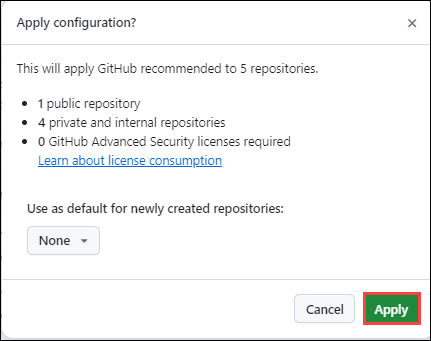 Apply configuration?
This will apply GitHub recommended to 5 repositories.
1 public repository
4 private and internal repositories
0 GitHub Advanced Security licenses required
Learn about license consumption
Use as default for newly created repositories:
None
Cancel
Apply